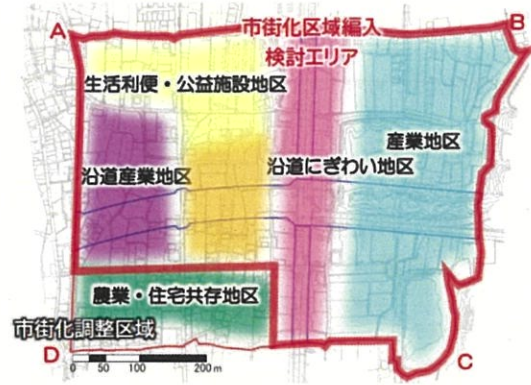 A
市街化区域編入
B
検討エリア
生活利便・公益施設地区
産業地区
沿道産業地区
沿道にぎわい地区
農業・住宅共存地区
市街化調整区域
D
C
0 50 100 200 m